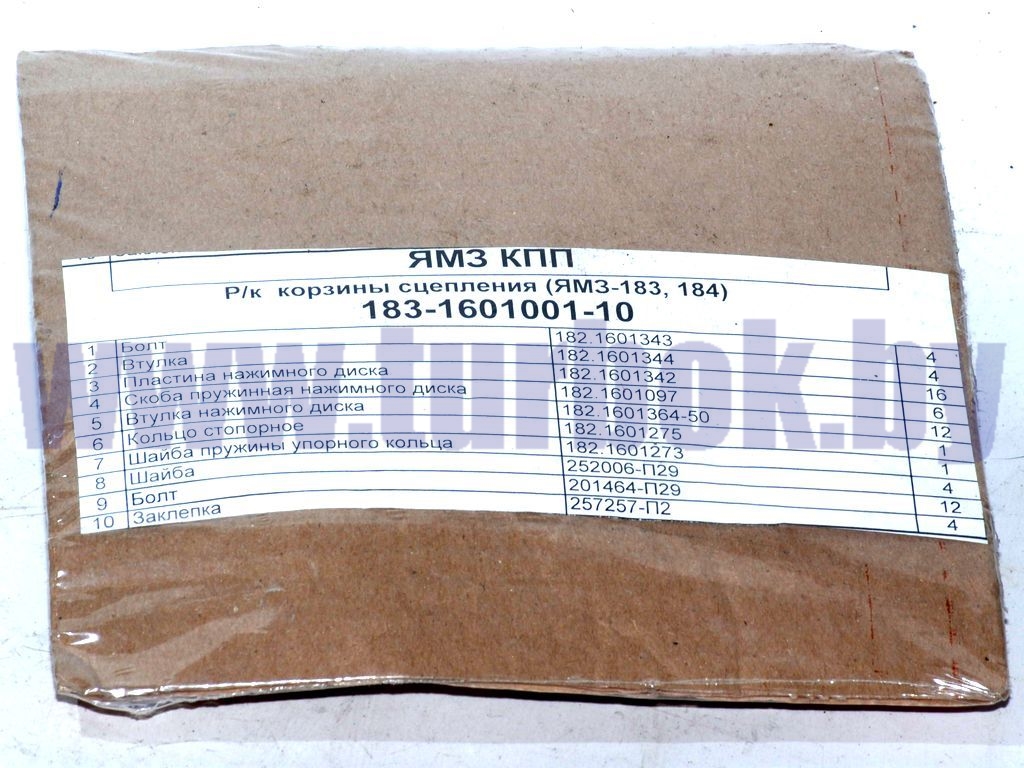 ЯМЗ КПП
Р/к корзины сцепления (ЯМЗ-183, 184)
183-1601001-10
1 Болт 182.1601343 4
2 Втулка 182.1601344 4
3 Пластина нажимного диска 182.1601342 16
4 Скоба пружинная нажимного диска 182.1601097 6
5 Втулка нажимного диска 182.1601364-50 12
6 Кольцо стопорное 182.1601275 1
7 Шайба пружины упорного кольца 182.1601273 1
8 Шайба 252006-П29 4
9 Болт 201464-П29 12
10 Заклепка 257257-П2 4